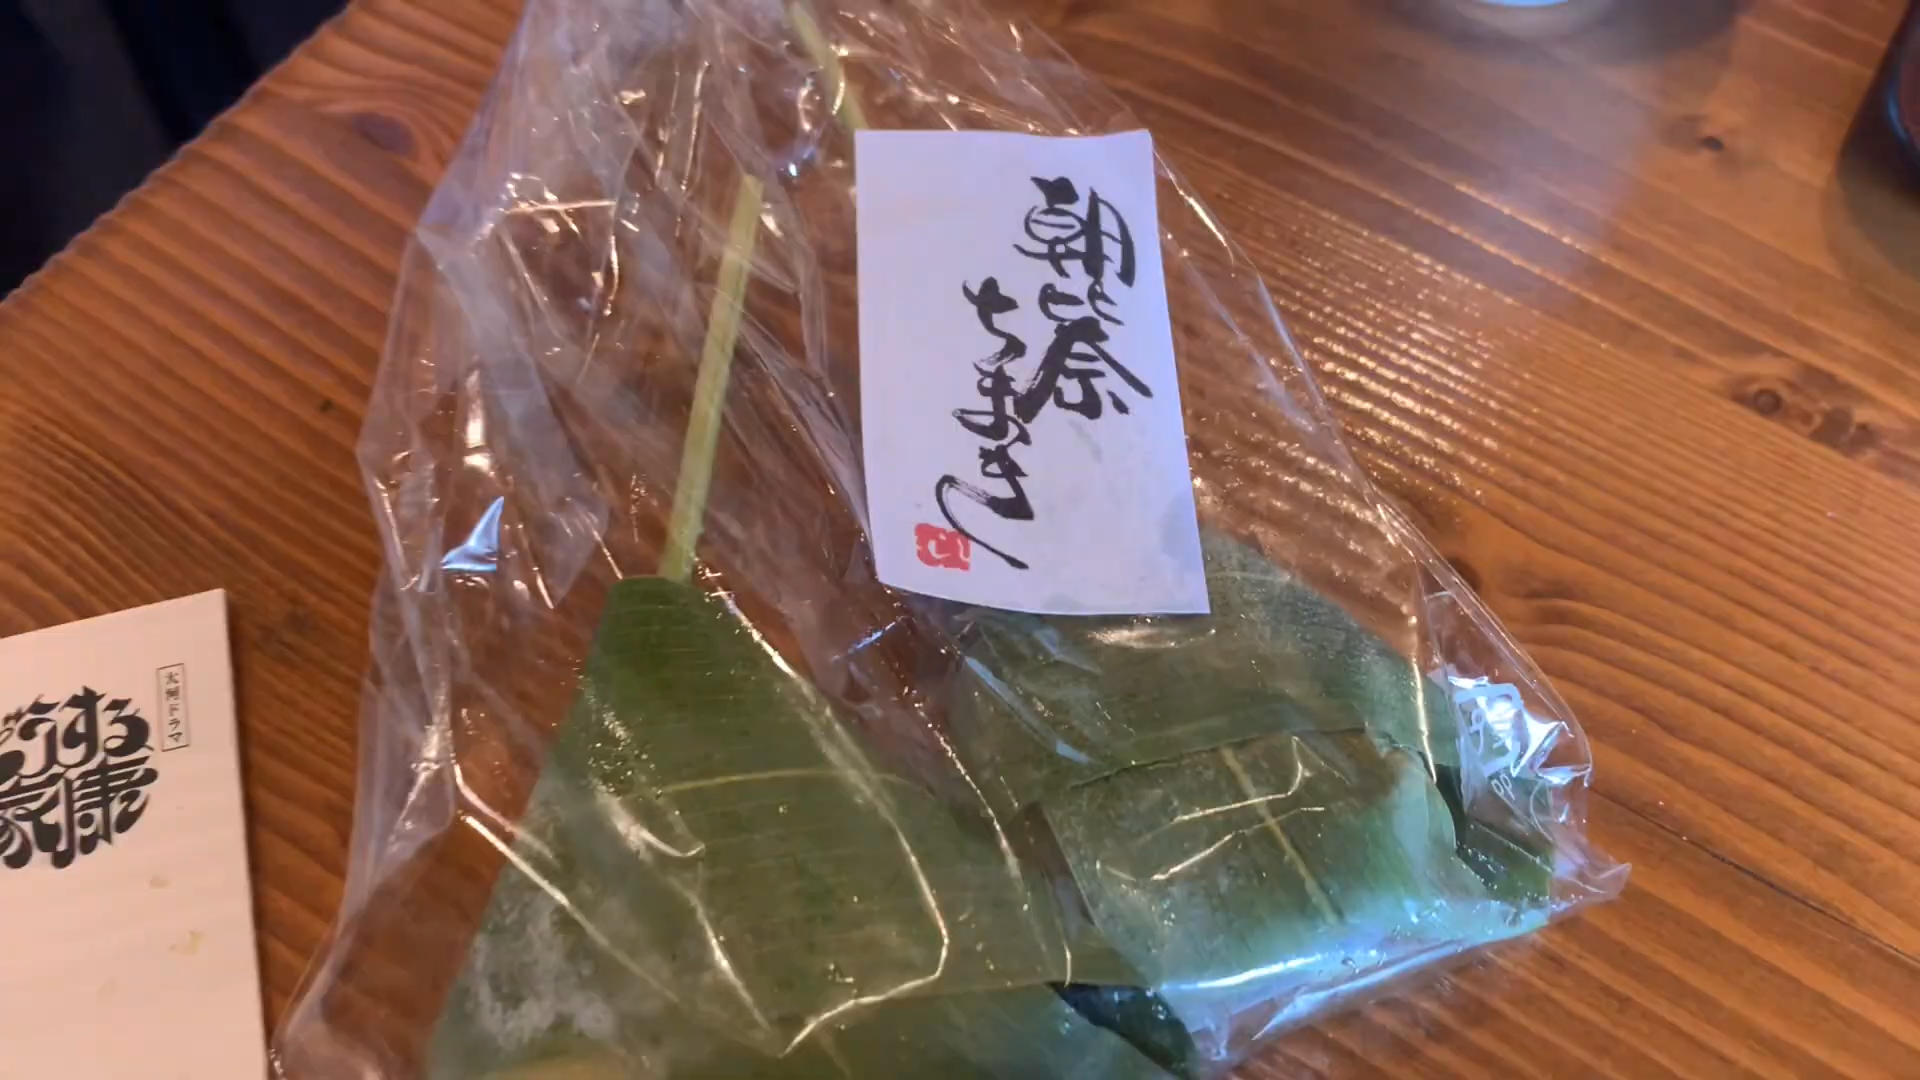 朝比奈
ちまき
大河ドラマ
どうする
家康